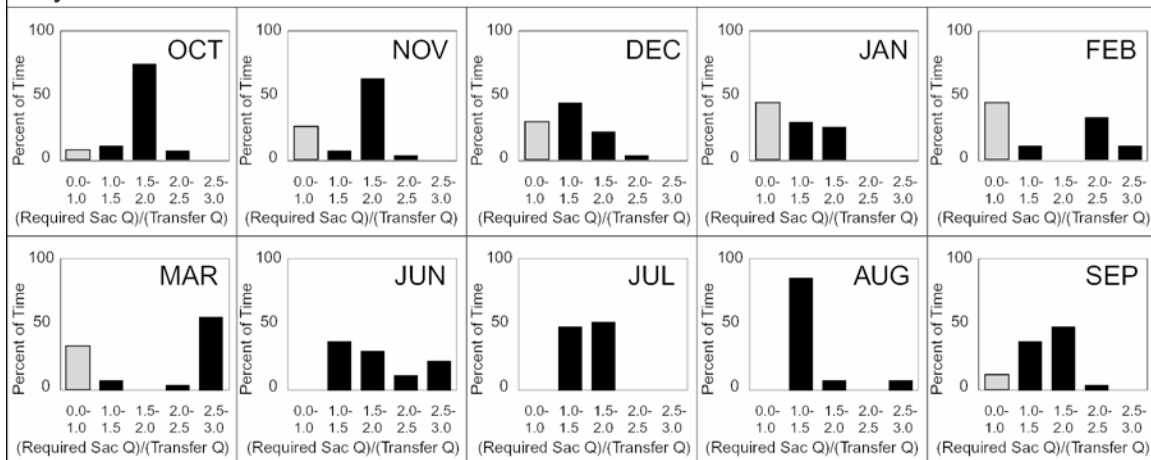 100
OCT
Percent of Time
50
0
0.0- 1.0- 1.5- 2.0- 2.5-
1.0 1.5 2.0 2.5 3.0
(Required Sac Q)/(Transfer Q)
100
NOV
Percent of Time
50
0
0.0- 1.0- 1.5- 2.0- 2.5-
1.0 1.5 2.0 2.5 3.0
(Required Sac Q)/(Transfer Q)
100
DEC
Percent of Time
50
0
0.0- 1.0- 1.5- 2.0- 2.5-
1.0 1.5 2.0 2.5 3.0
(Required Sac Q)/(Transfer Q)
100
JAN
Percent of Time
50
0
0.0- 1.0- 1.5- 2.0- 2.5-
1.0 1.5 2.0 2.5 3.0
(Required Sac Q)/(Transfer Q)
100
FEB
Percent of Time
50
0
0.0- 1.0- 1.5- 2.0- 2.5-
1.0 1.5 2.0 2.5 3.0
(Required Sac Q)/(Transfer Q)
100
MAR
Percent of Time
50
0
0.0- 1.0- 1.5- 2.0- 2.5-
1.0 1.5 2.0 2.5 3.0
(Required Sac Q)/(Transfer Q)
100
JUN
Percent of Time
50
0
0.0- 1.0- 1.5- 2.0- 2.5-
1.0 1.5 2.0 2.5 3.0
(Required Sac Q)/(Transfer Q)
100
JUL
Percent of Time
50
0
0.0- 1.0- 1.5- 2.0- 2.5-
1.0 1.5 2.0 2.5 3.0
(Required Sac Q)/(Transfer Q)
100
AUG
Percent of Time
50
0
0.0- 1.0- 1.5- 2.0- 2.5-
1.0 1.5 2.0 2.5 3.0
(Required Sac Q)/(Transfer Q)
100
SEP
Percent of Time
50
0
0.0- 1.0- 1.5- 2.0- 2.5-
1.0 1.5 2.0 2.5 3.0
(Required Sac Q)/(Transfer Q)